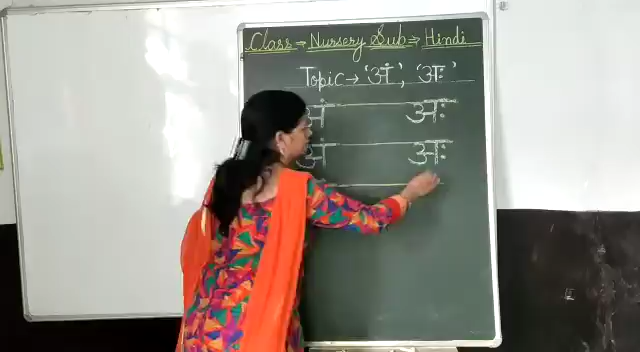 Class → Nursery Sub → Hindi
Topic → 'अं', 'अः'
अं अः
अं अः